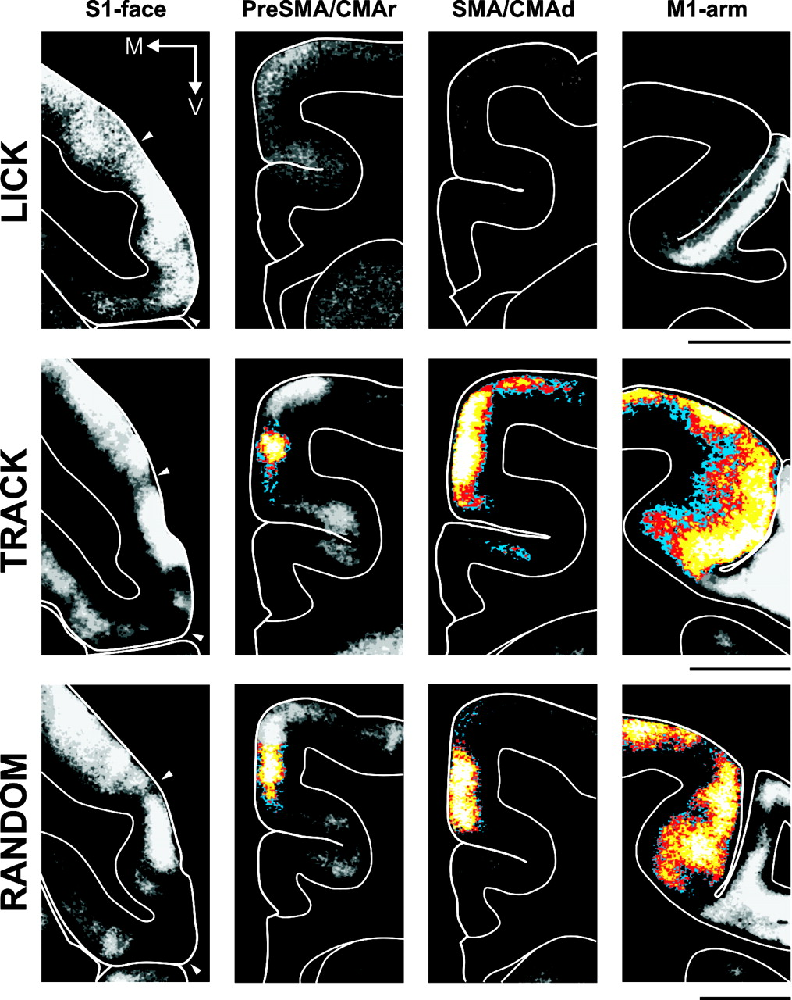 S1-face PreSMA/CMAr SMA/CMAd M1-arm
M
V
LICK
TRACK
RANDOM